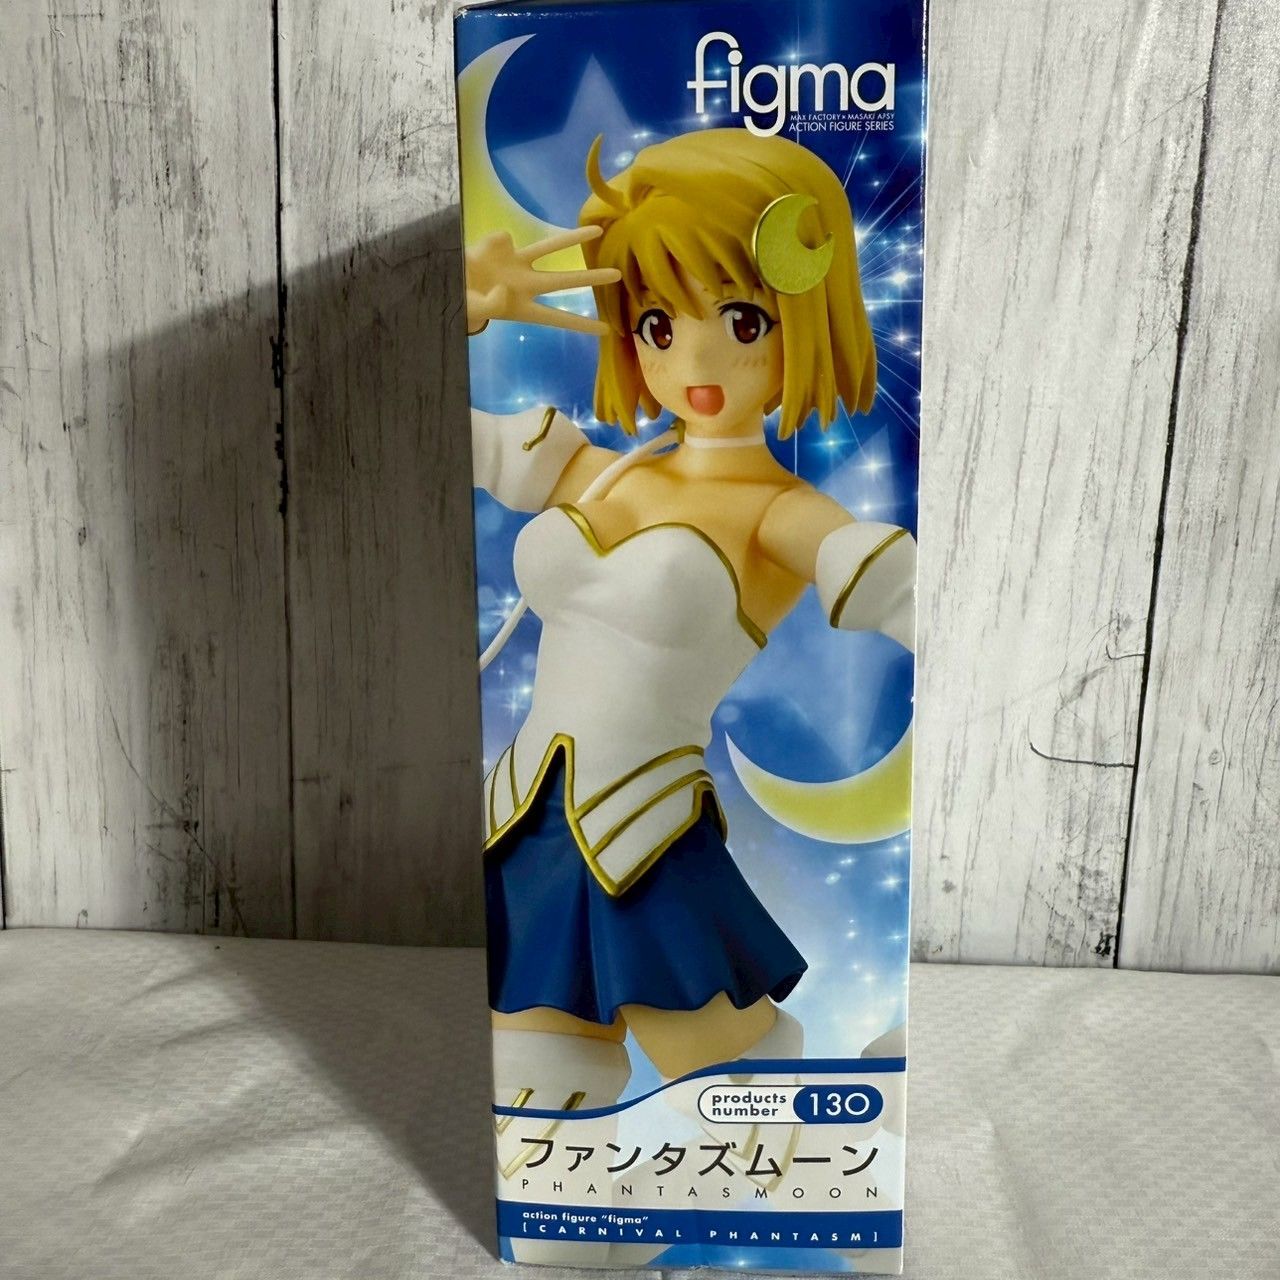 figma
MAX FACTORY × MASAKI APSY
ACTION FIGURE SERIES
products
number 130
ファンタズムーン
PHANTASMOON
action figure "figma"
[CARNIVAL PHANTASM]